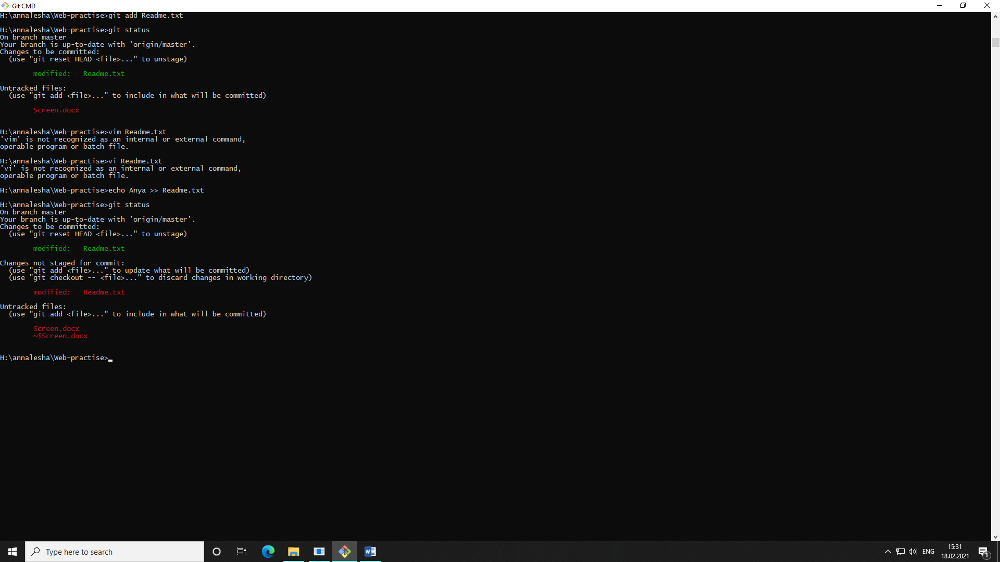 Git CMD
H:\annalesha\Web-practise>git add Readme.txt
H:\annalesha\Web-practise>git status
On branch master
Your branch is up-to-date with 'origin/master'.
Changes to be committed:
  (use "git reset HEAD <file>..." to unstage)
        modified:   Readme.txt
Untracked files:
  (use "git add <file>..." to include in what will be committed)
        Screen.docx
H:\annalesha\Web-practise>vim Readme.txt
'vim' is not recognized as an internal or external command,
operable program or batch file.
H:\annalesha\Web-practise>vi Readme.txt
'vi' is not recognized as an internal or external command,
operable program or batch file.
H:\annalesha\Web-practise>echo Anya >> Readme.txt
H:\annalesha\Web-practise>git status
On branch master
Your branch is up-to-date with 'origin/master'.
Changes to be committed:
  (use "git reset HEAD <file>..." to unstage)
        modified:   Readme.txt
Changes not staged for commit:
  (use "git add <file>..." to update what will be committed)
  (use "git checkout -- <file>..." to discard changes in working directory)
        modified:   Readme.txt
Untracked files:
  (use "git add <file>..." to include in what will be committed)
        Screen.docx
        ~$Screen.docx
H:\annalesha\Web-practise>
Type here to search
ENG
15:31
18.02.2021
1